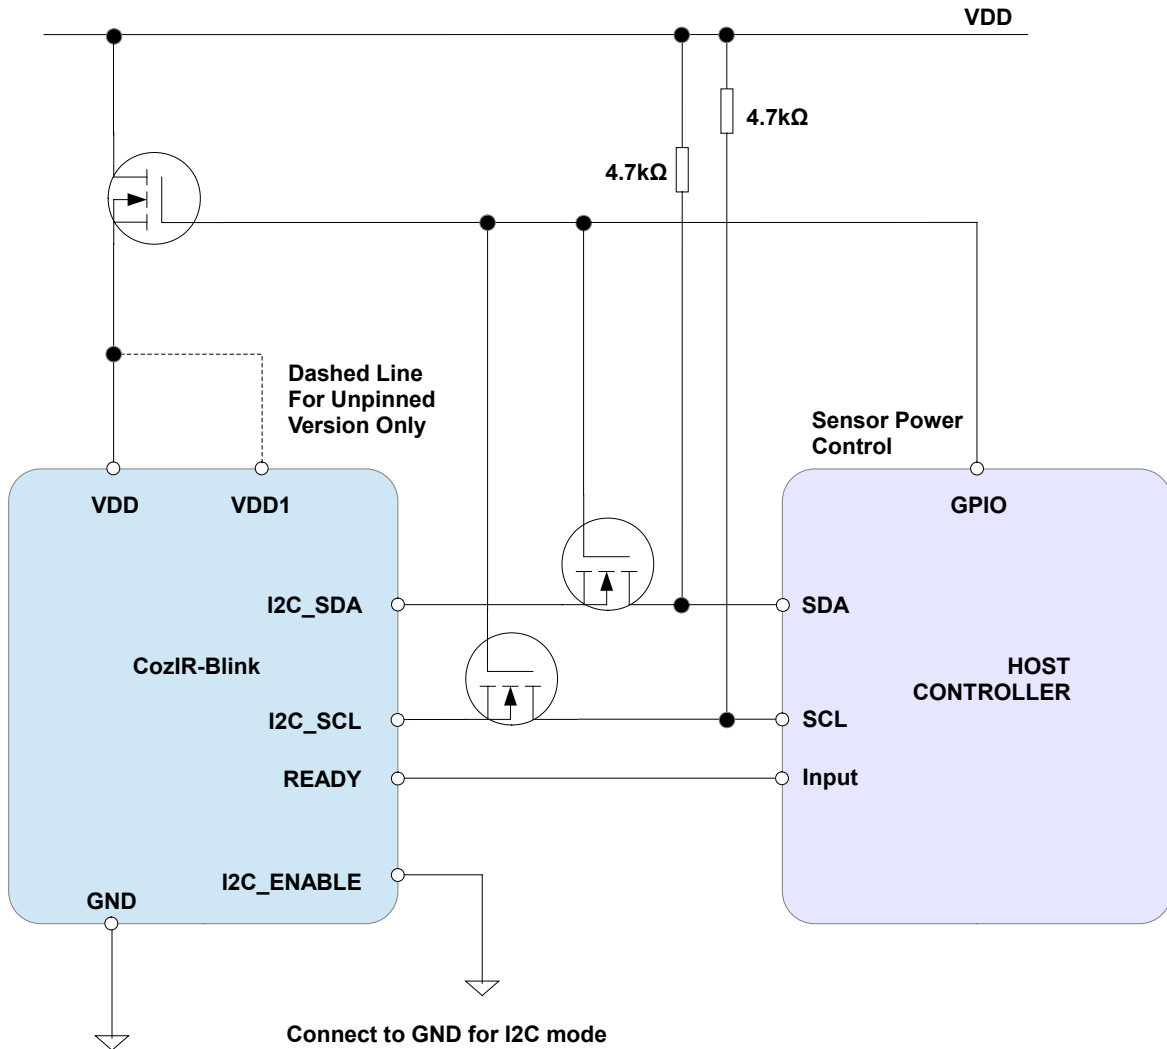 VDD
4.7kΩ
4.7kΩ
Dashed Line
For Unpinned
Version Only
Sensor Power
Control
VDD
VDD1
GPIO
I2C_SDA
SDA
CozIR-Blink
HOST
CONTROLLER
I2C_SCL
SCL
READY
Input
I2C_ENABLE
GND
Connect to GND for I2C mode